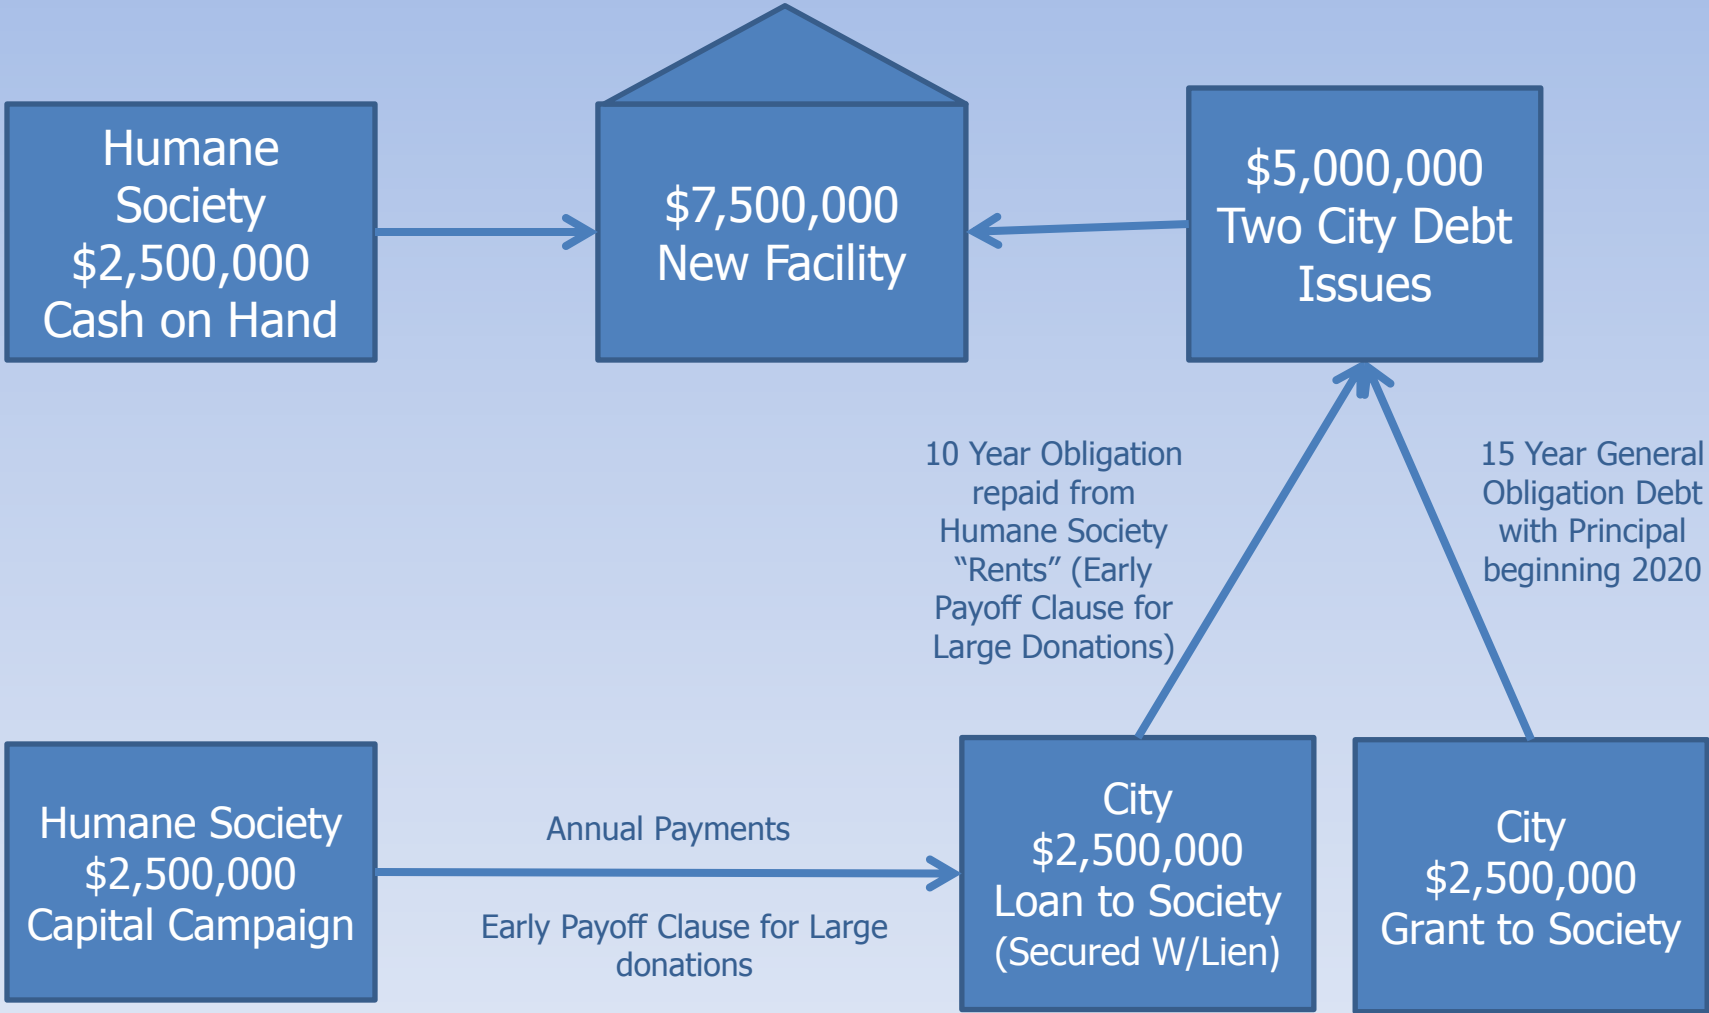 Humane
Society
$2,500,000
Cash on Hand
$7,500,000
New Facility
$5,000,000
Two City Debt
Issues
10 Year Obligation
repaid from
Humane Society
“Rents” (Early
Payoff Clause for
Large Donations)
15 Year General
Obligation Debt
with Principal
beginning 2020
Humane Society
$2,500,000
Capital Campaign
Annual Payments
Early Payoff Clause for Large
donations
City
$2,500,000
Loan to Society
(Secured W/Lien)
City
$2,500,000
Grant to Society